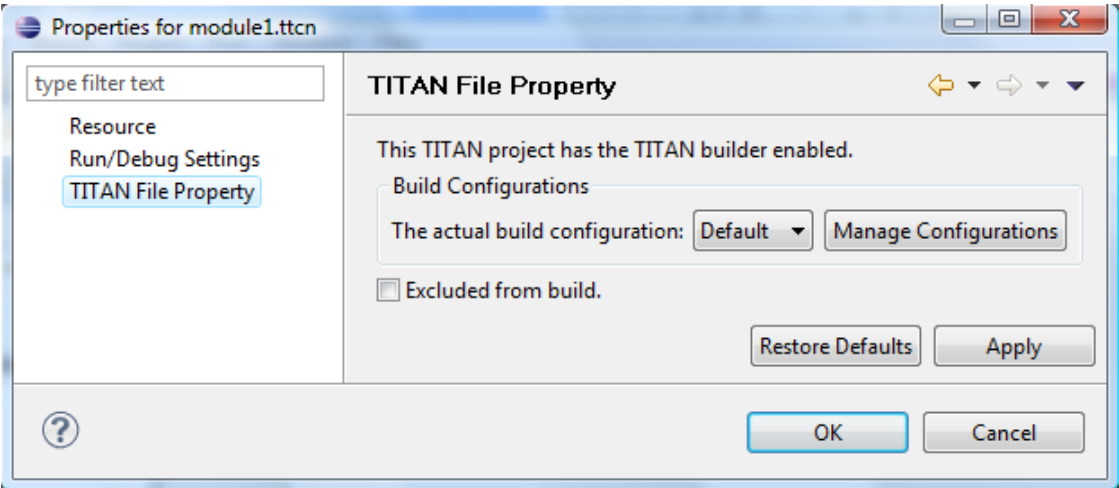 Properties for module1.ttcn
type filter text
Resource
Run/Debug Settings
TITAN File Property
TITAN File Property
This TITAN project has the TITAN builder enabled.
Build Configurations
The actual build configuration: Default Manage Configurations
Excluded from build.
Restore Defaults Apply
OK Cancel